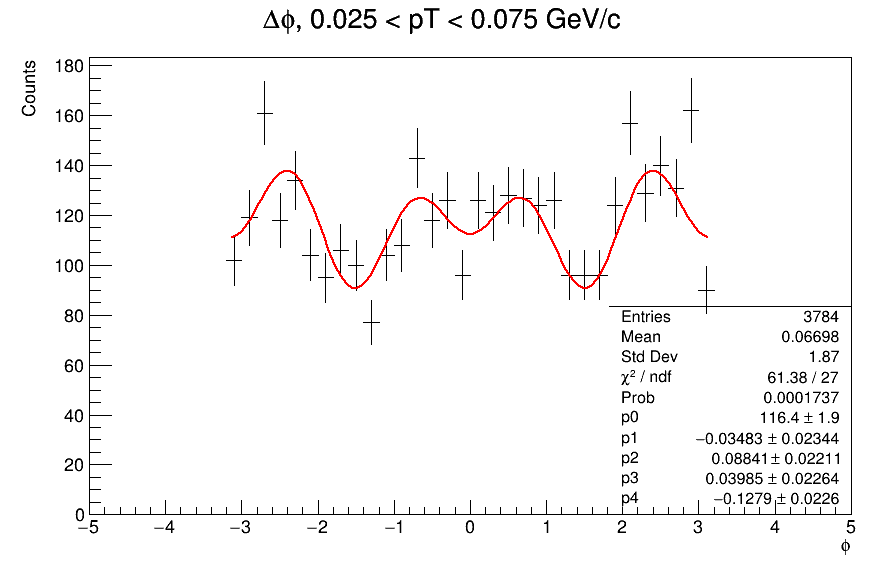 Δϕ, 0.025 < pT < 0.075 GeV/c
Counts
180
160
140
120
100
80
60
40
20
0
Entries 3784
Mean 0.06698
Std Dev 1.87
χ² / ndf 61.38 / 27
Prob 0.0001737
p0 116.4 ± 1.9
p1 −0.03483 ± 0.02344
p2 0.08841 ± 0.02211
p3 0.03985 ± 0.02264
p4 −0.1279 ± 0.0226
−5 −4 −3 −2 −1 0 1 2 3 4 5
ϕ